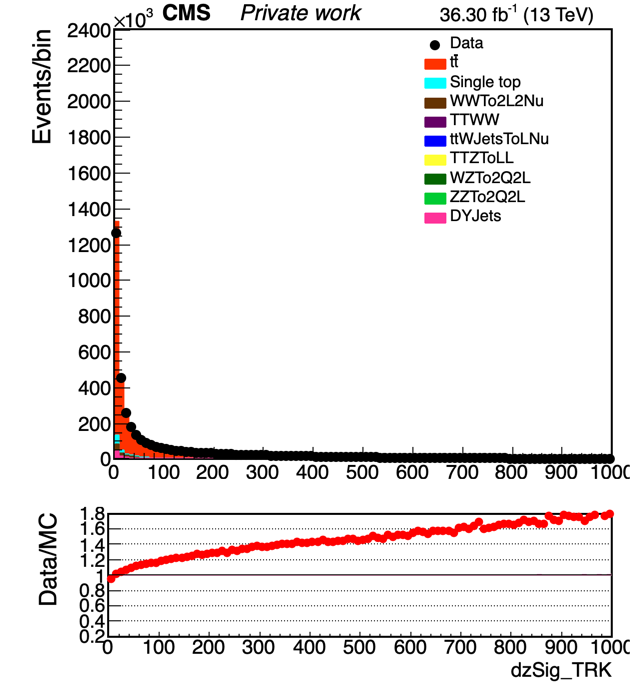 ×10³ CMS Private work 36.30 fb⁻¹ (13 TeV)
Events/bin
2400
2200
2000
1800
1600
1400
1200
1000
800
600
400
200
0
Data
tt̄
Single top
WWTo2L2Nu
TTWW
ttWJetsToLNu
TTZToLL
WZTo2Q2L
ZZTo2Q2L
DYJets
0 100 200 300 400 500 600 700 800 900 100
Data/MC
1.8
1.6
1.4
1.2
1
0.8
0.6
0.4
0.2
0 100 200 300 400 500 600 700 800 900 1000
dzSig_TRK